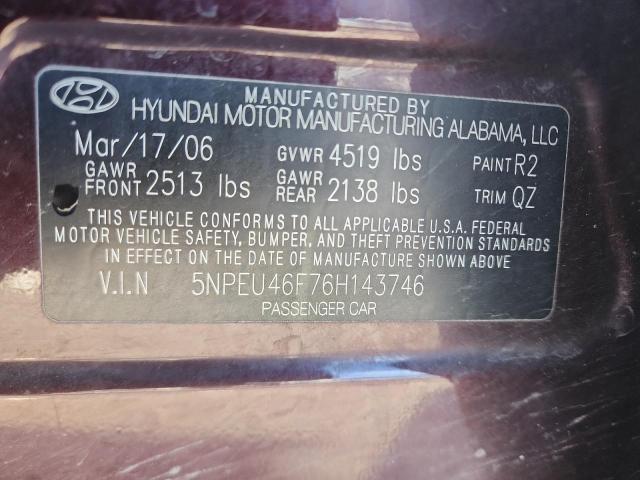 MANUFACTURED BY
HYUNDAI MOTOR MANUFACTURING ALABAMA, LLC
Mar/17/06 GVWR 4519 lbs PAINT R2
GAWR FRONT 2513 lbs GAWR REAR 2138 lbs TRIM QZ
THIS VEHICLE CONFORMS TO ALL APPLICABLE U.S.A. FEDERAL
MOTOR VEHICLE SAFETY, BUMPER, AND THEFT PREVENTION STANDARDS
IN EFFECT ON THE DATE OF MANUFACTURE SHOWN ABOVE
V.I.N 5NPEU46F76H143746
PASSENGER CAR